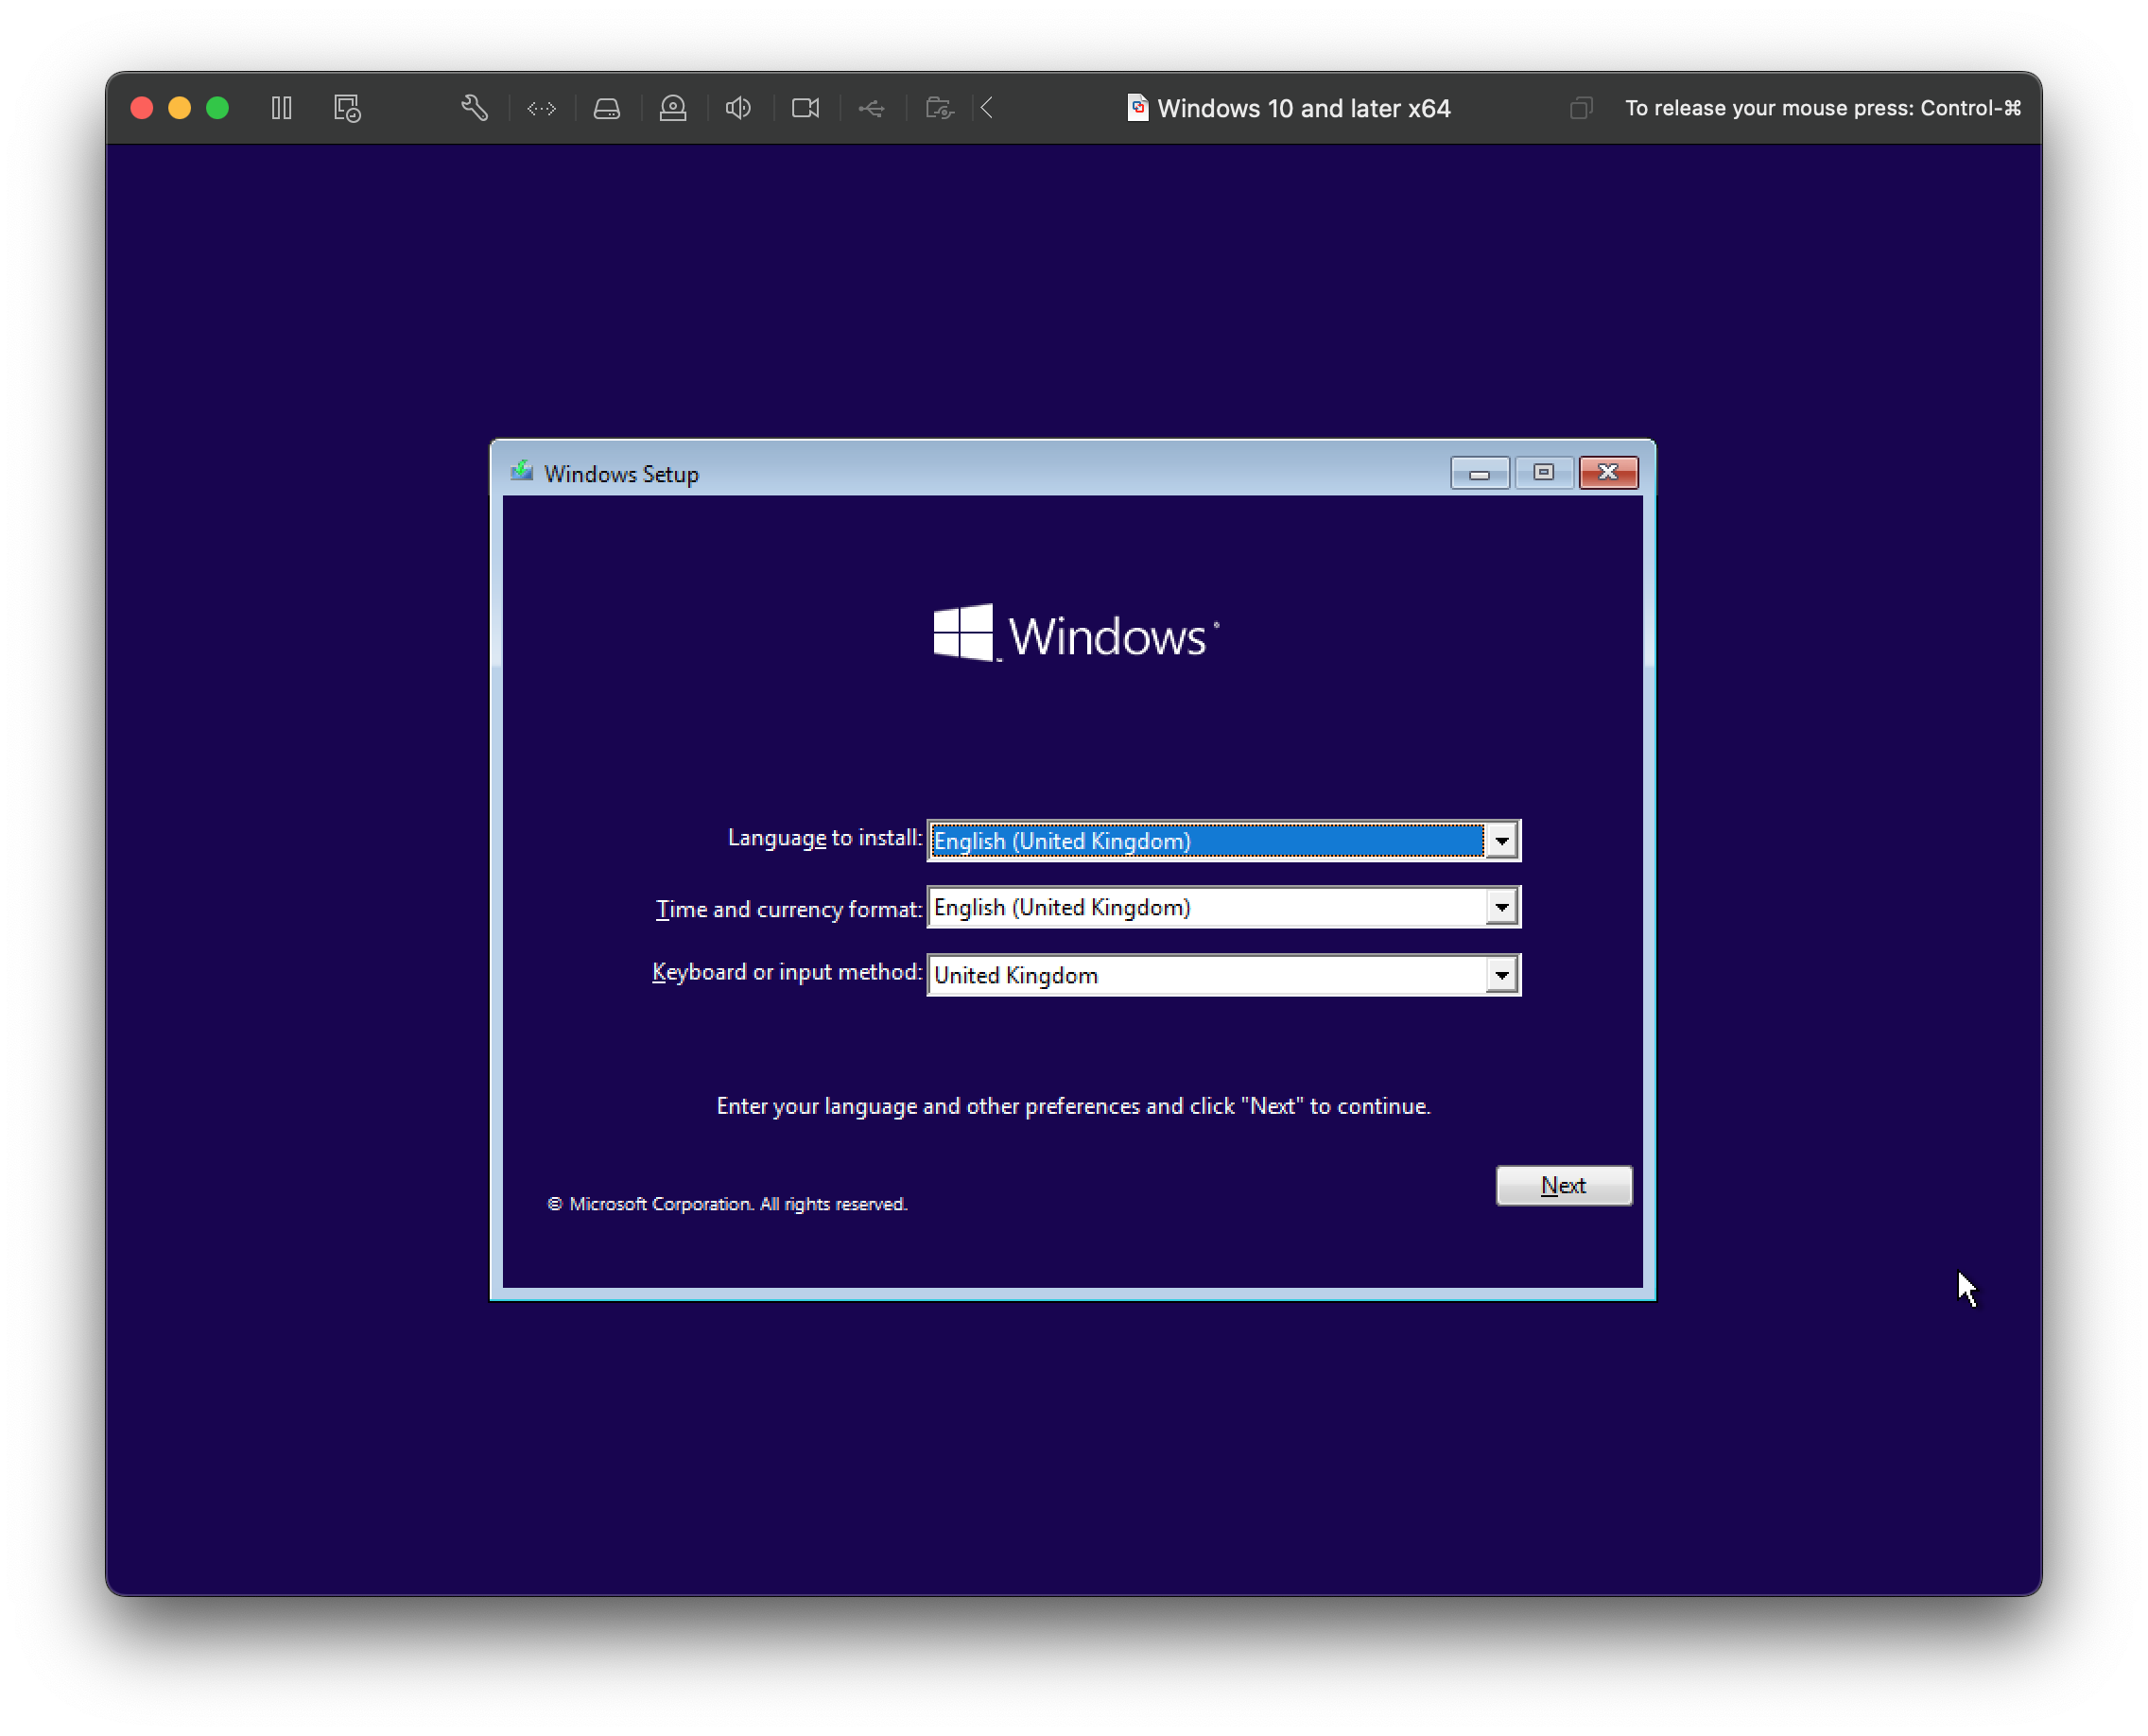 Windows 10 and later x64
To release your mouse press: Control-⌘
Windows Setup
Windows
Language to install: English (United Kingdom)
Time and currency format: English (United Kingdom)
Keyboard or input method: United Kingdom
Enter your language and other preferences and click "Next" to continue.
Next
© Microsoft Corporation. All rights reserved.